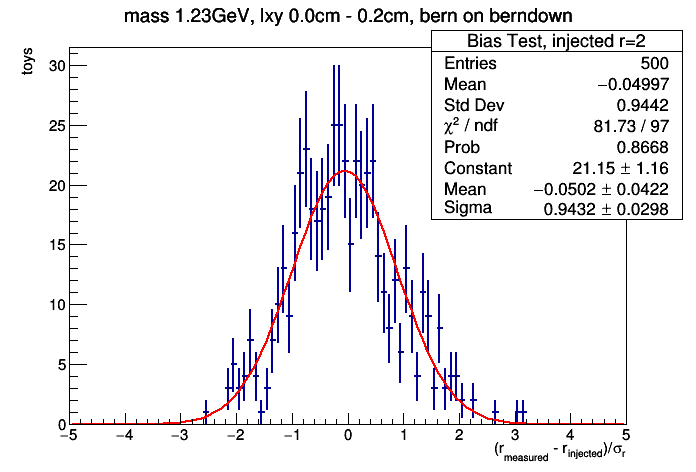 mass 1.23GeV, lxy 0.0cm - 0.2cm, bern on berndown
Bias Test, injected r=2
Entries 500
Mean −0.04997
Std Dev 0.9442
χ² / ndf 81.73 / 97
Prob 0.8668
Constant 21.15 ± 1.16
Mean −0.0502 ± 0.0422
Sigma 0.9432 ± 0.0298
toys
30
25
20
15
10
5
0
−5 −4 −3 −2 −1 0 1 2 3 4 5
(r_measured - r_injected)/σ_r